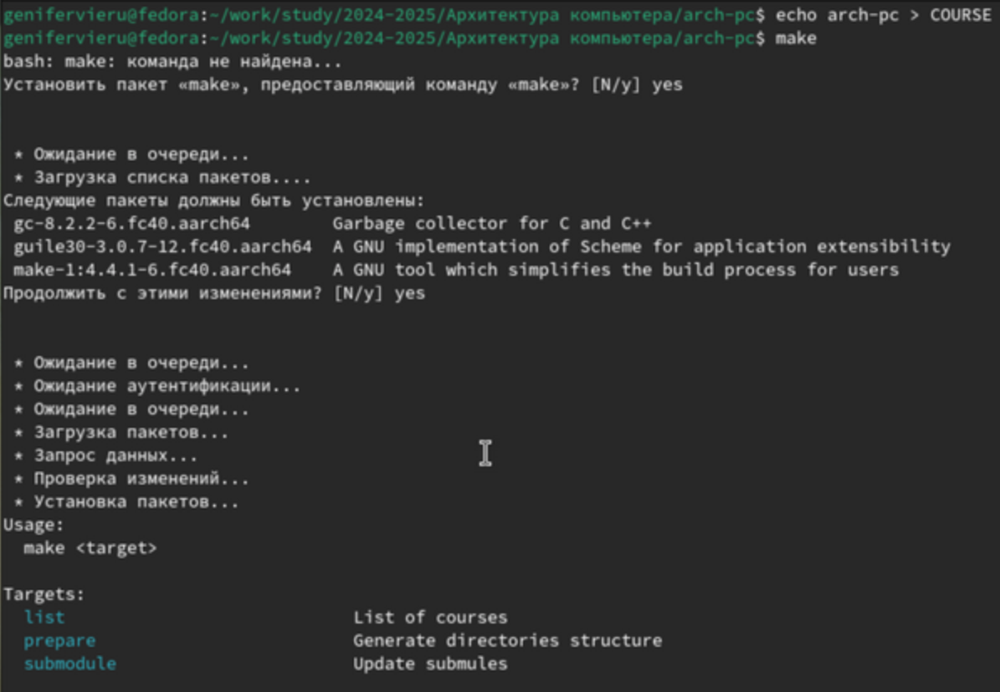 genifervieru@fedora:~/work/study/2024-2025/Архитектура компьютера/arch-pc$ echo arch-pc > COURSE
genifervieru@fedora:~/work/study/2024-2025/Архитектура компьютера/arch-pc$ make
bash: make: команда не найдена...
Установить пакет «make», предоставляющий команду «make»? [N/y] yes
* Ожидание в очереди...
* Загрузка списка пакетов....
Следующие пакеты должны быть установлены:
gc-8.2.2-6.fc40.aarch64 Garbage collector for C and C++
guile30-3.0.7-12.fc40.aarch64 A GNU implementation of Scheme for application extensibility
make-1:4.4.1-6.fc40.aarch64 A GNU tool which simplifies the build process for users
Продолжить с этими изменениями? [N/y] yes
* Ожидание в очереди...
* Ожидание аутентификации...
* Ожидание в очереди...
* Загрузка пакетов...
* Запрос данных...
* Проверка изменений...
* Установка пакетов...
Usage:
make <target>
Targets:
list List of courses
prepare Generate directories structure
submodule Update submules